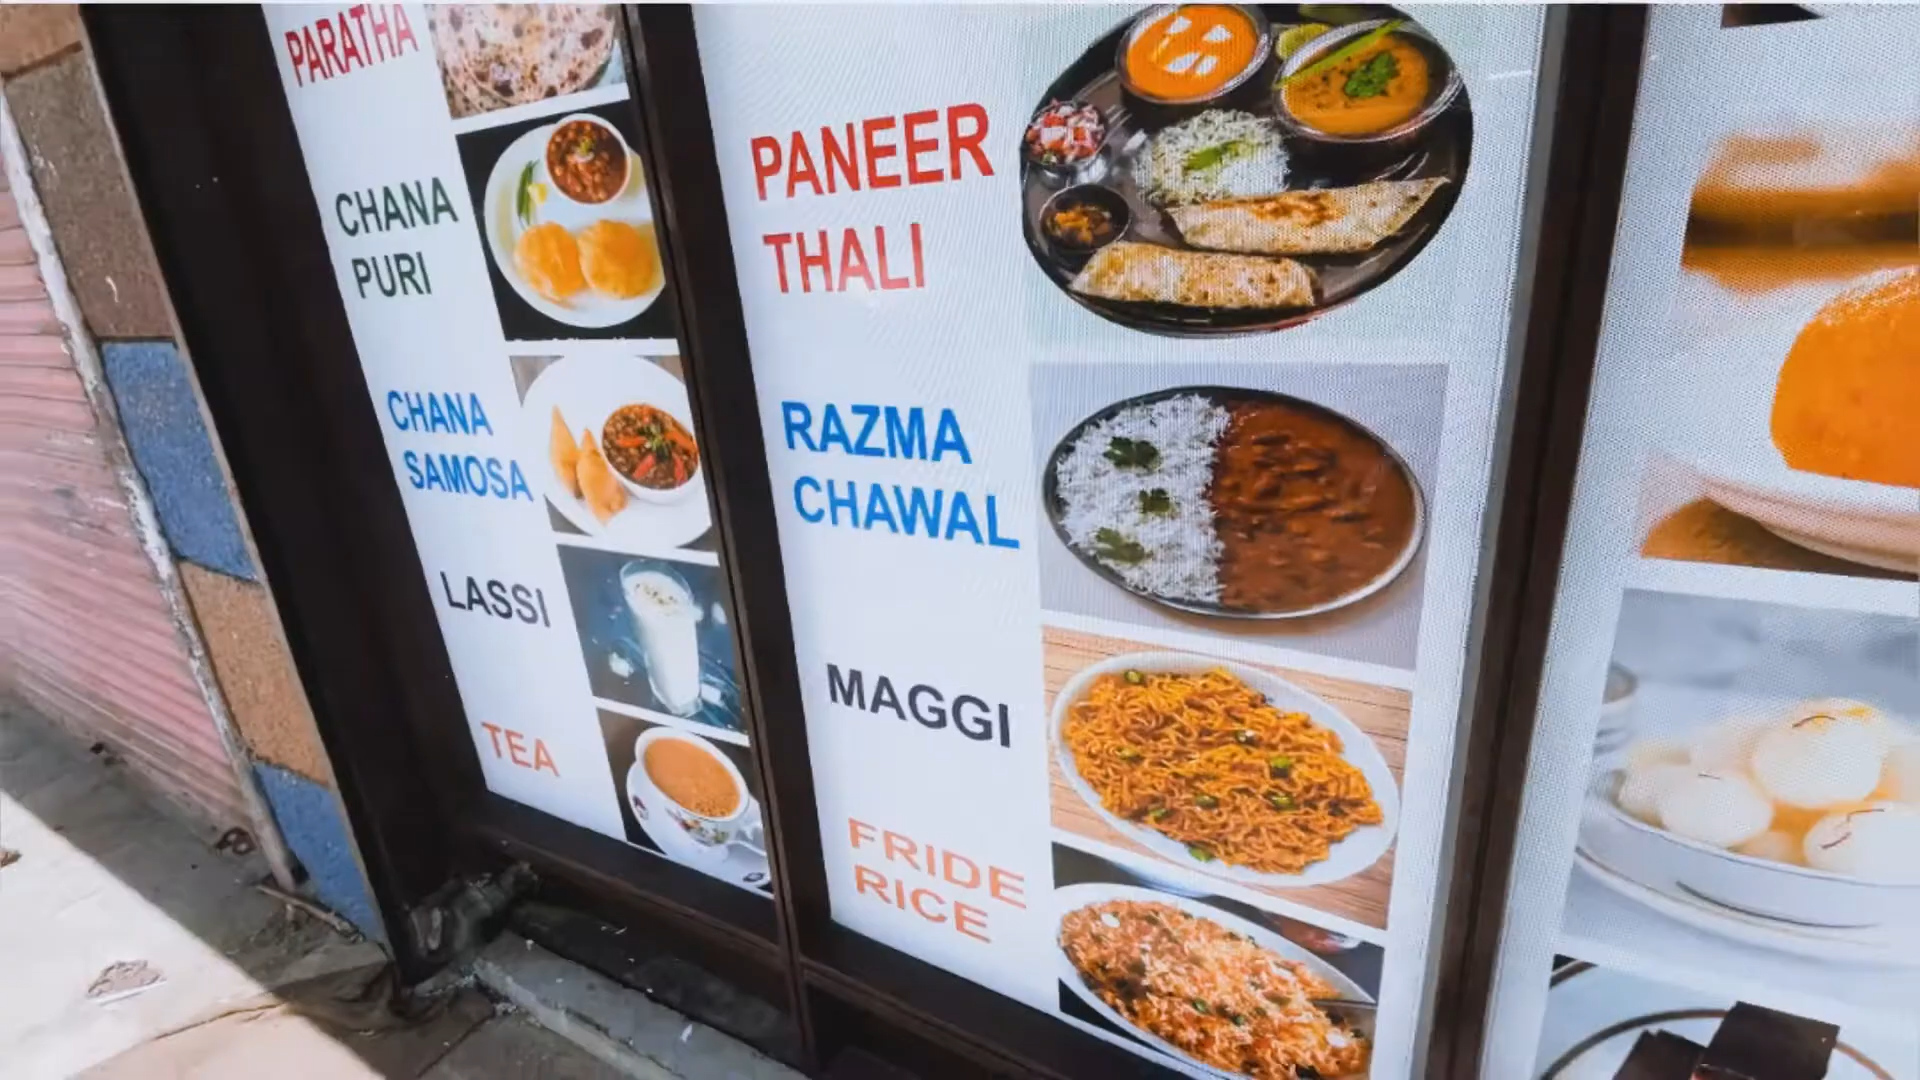 PARATHA
CHANA
PURI
CHANA
SAMOSA
LASSI
TEA
PANEER
THALI
RAZMA
CHAWAL
MAGGI
FRIDE
RICE